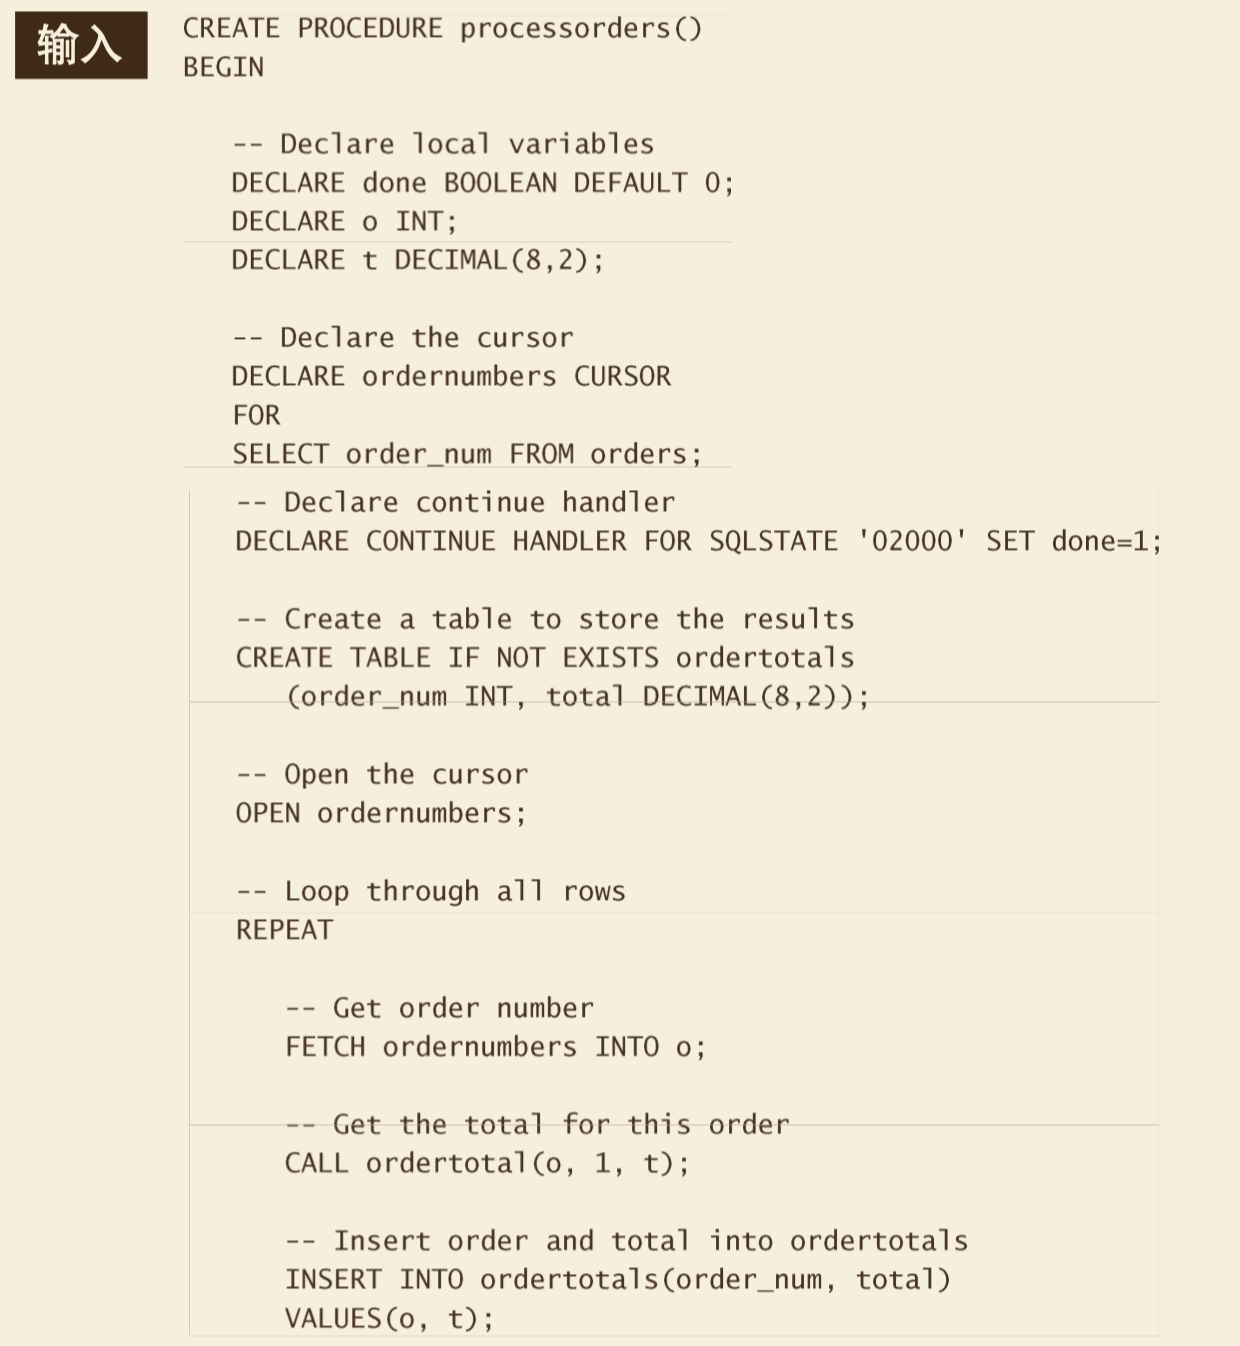 输入
CREATE PROCEDURE processorders()
BEGIN
-- Declare local variables
DECLARE done BOOLEAN DEFAULT 0;
DECLARE o INT;
DECLARE t DECIMAL(8,2);
-- Declare the cursor
DECLARE ordernumbers CURSOR
FOR
SELECT order_num FROM orders;
-- Declare continue handler
DECLARE CONTINUE HANDLER FOR SQLSTATE '02000' SET done=1;
-- Create a table to store the results
CREATE TABLE IF NOT EXISTS ordertotals
(order_num INT, total DECIMAL(8,2));
-- Open the cursor
OPEN ordernumbers;
-- Loop through all rows
REPEAT
-- Get order number
FETCH ordernumbers INTO o;
-- Get the total for this order
CALL ordertotal(o, 1, t);
-- Insert order and total into ordertotals
INSERT INTO ordertotals(order_num, total)
VALUES(o, t);